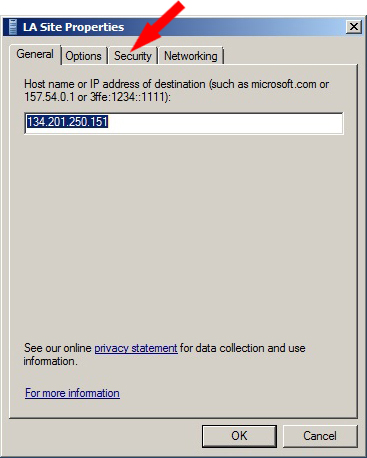 LA Site Properties
General Options Security Networking
Host name or IP address of destination (such as microsoft.com or
157.54.0.1 or 3ffe:1234::1111):
134.201.250.151
See our online privacy statement for data collection and use
information.
For more information
OK Cancel